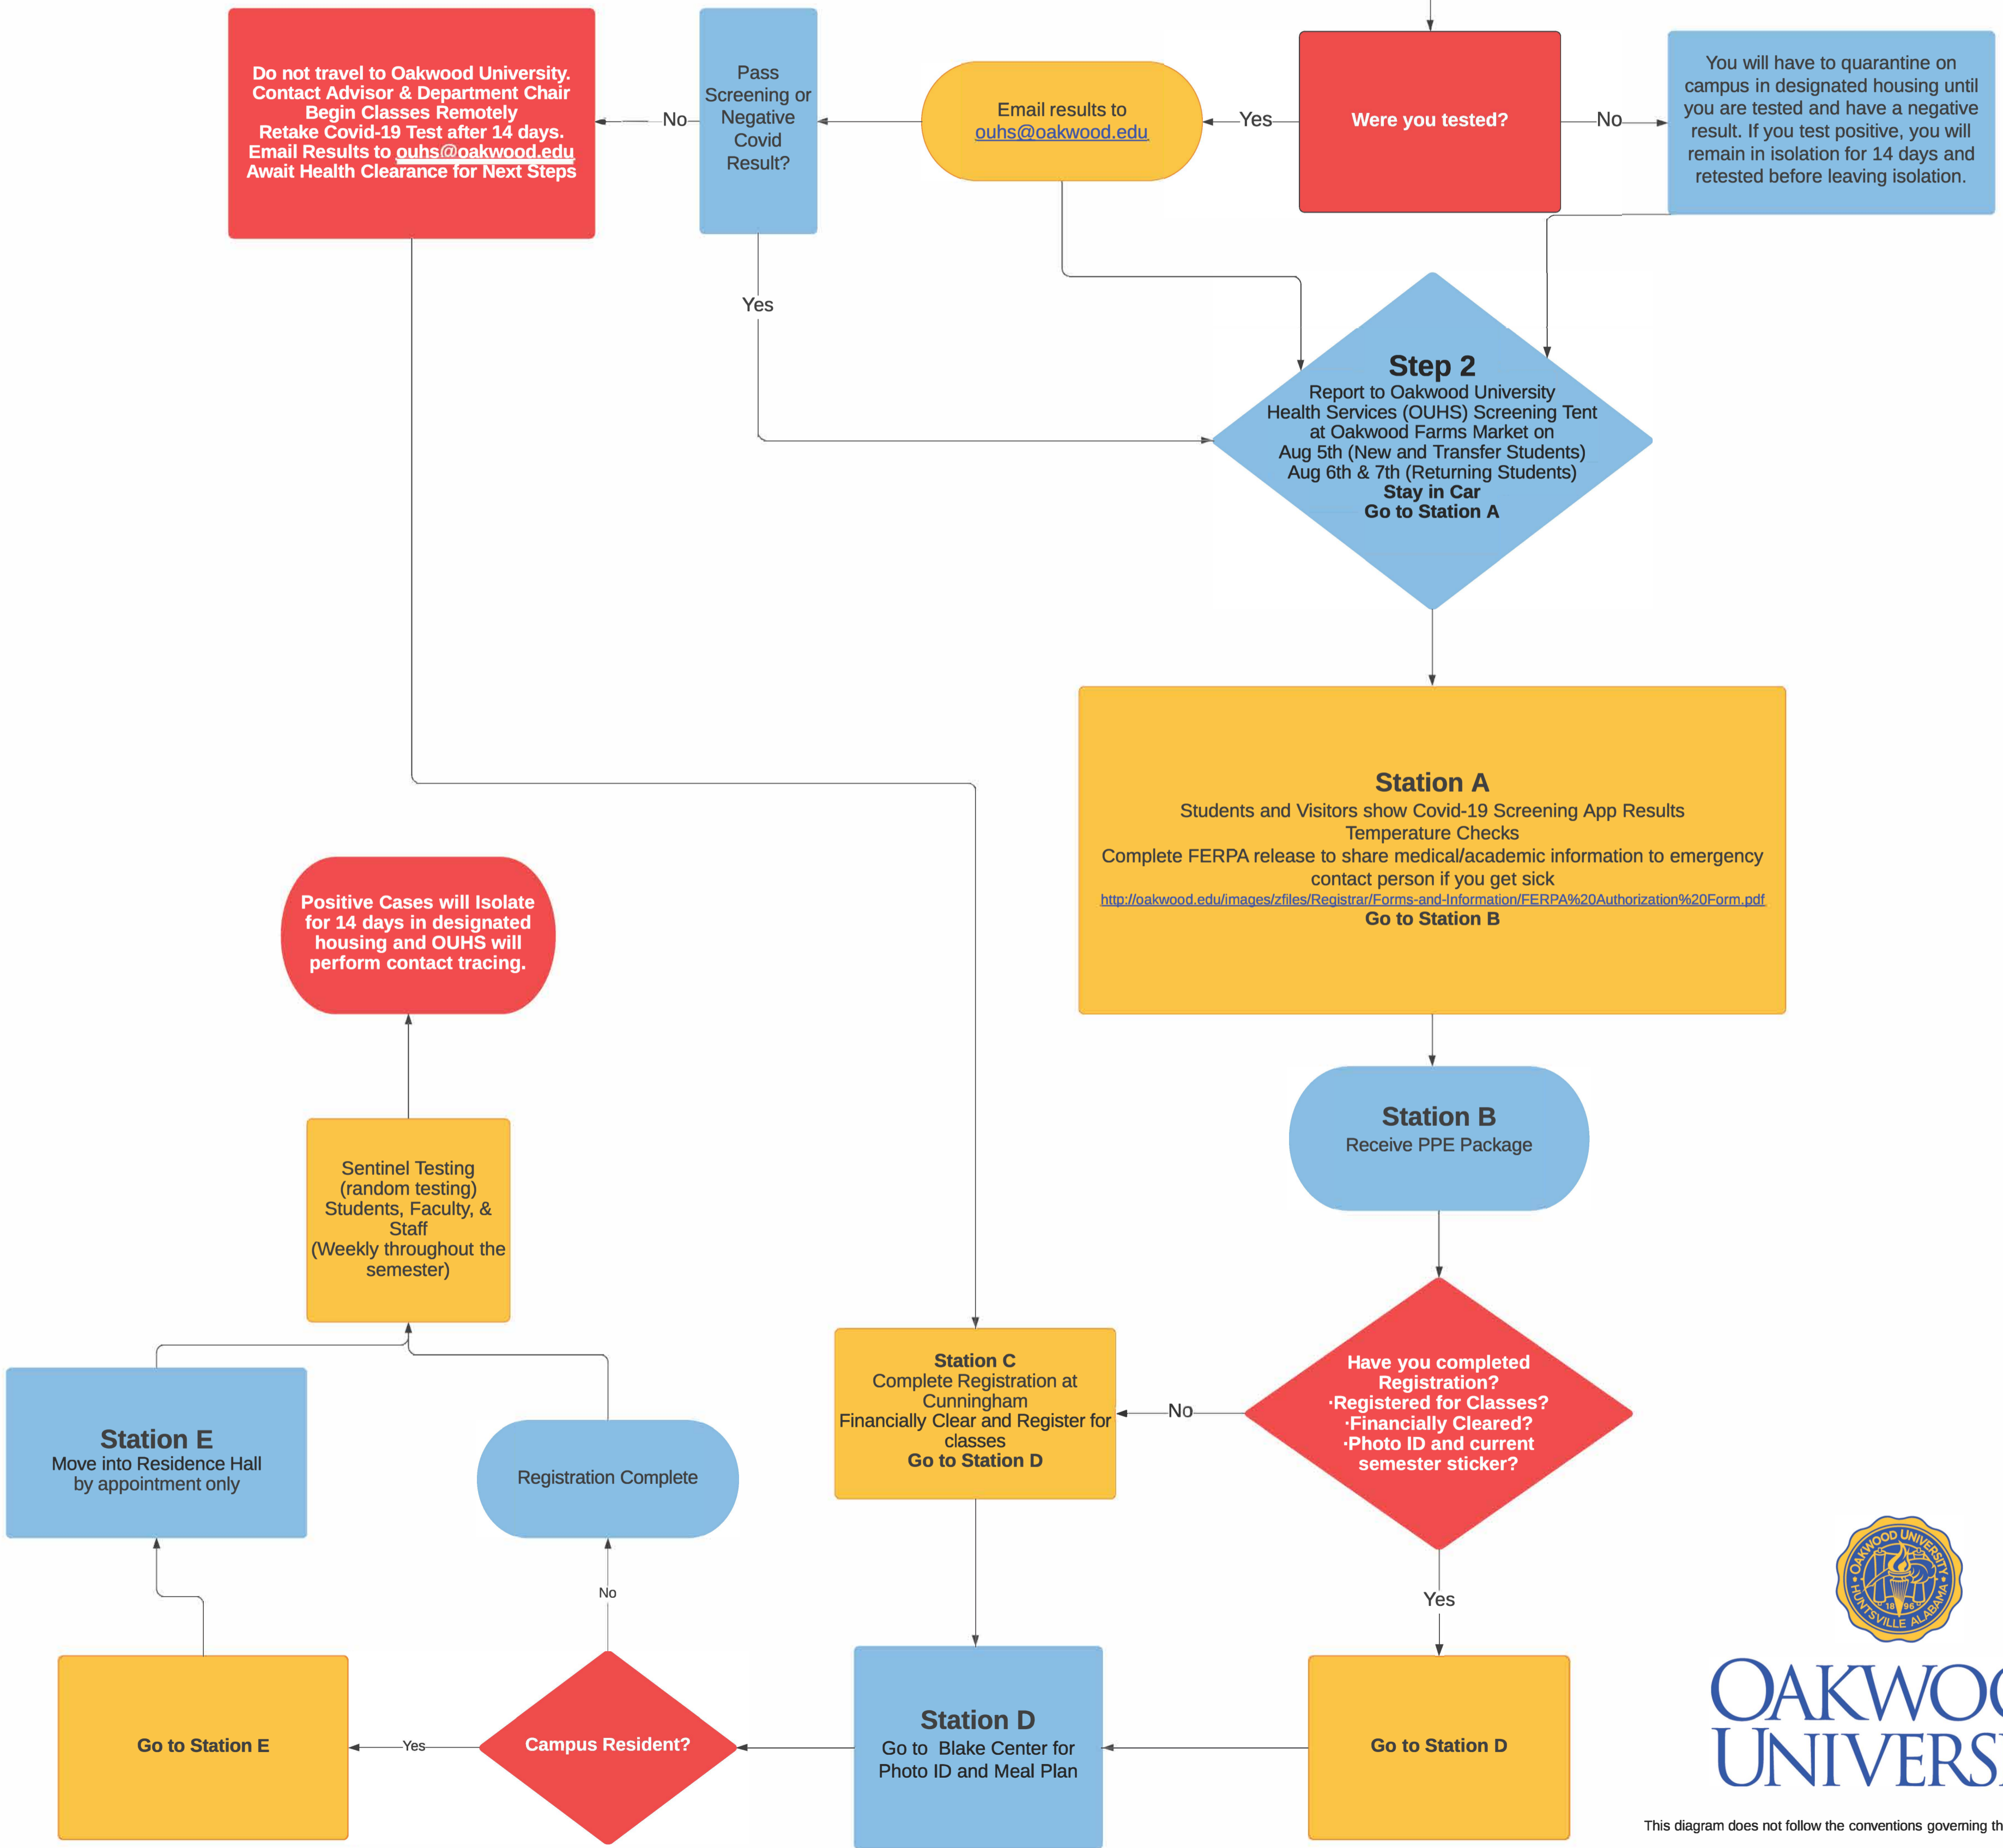 Do not travel to Oakwood University.
Contact Advisor & Department Chair
Begin Classes Remotely
Retake Covid-19 Test after 14 days.
Email Results to ouhs@oakwood.edu
Await Health Clearance for Next Steps
No
Pass
Screening or
Negative
Covid
Result?
Email results to
ouhs@oakwood.edu
Yes
Were you tested?
No
You will have to quarantine on
campus in designated housing until
you are tested and have a negative
result. If you test positive, you will
remain in isolation for 14 days and
retested before leaving isolation.
Yes
Step 2
Report to Oakwood University
Health Services (OUHS) Screening Tent
at Oakwood Farms Market on
Aug 5th (New and Transfer Students)
Aug 6th & 7th (Returning Students)
Stay in Car
Go to Station A
Station A
Students and Visitors show Covid-19 Screening App Results
Temperature Checks
Complete FERPA release to share medical/academic information to emergency
contact person if you get sick
http://oakwood.edu/images/zfiles/Registrar/Forms-and-Information/FERPA%20Authorization%20Form.pdf
Go to Station B
Positive Cases will Isolate
for 14 days in designated
housing and OUHS will
perform contact tracing.
Station B
Receive PPE Package
Sentinel Testing
(random testing)
Students, Faculty, &
Staff
(Weekly throughout the
semester)
Station C
Complete Registration at
Cunningham
Financially Clear and Register for
classes
Go to Station D
No
Have you completed
Registration?
·Registered for Classes?
·Financially Cleared?
·Photo ID and current
semester sticker?
Station E
Move into Residence Hall
by appointment only
Registration Complete
No
Yes
Go to Station E
Yes
Campus Resident?
Station D
Go to Blake Center for
Photo ID and Meal Plan
Go to Station D
OAKWOOD UNIVERSITY
HUNTSVILLE ALABAMA
1896
OAKWOO
UNIVERSI
This diagram does not follow the conventions governing th